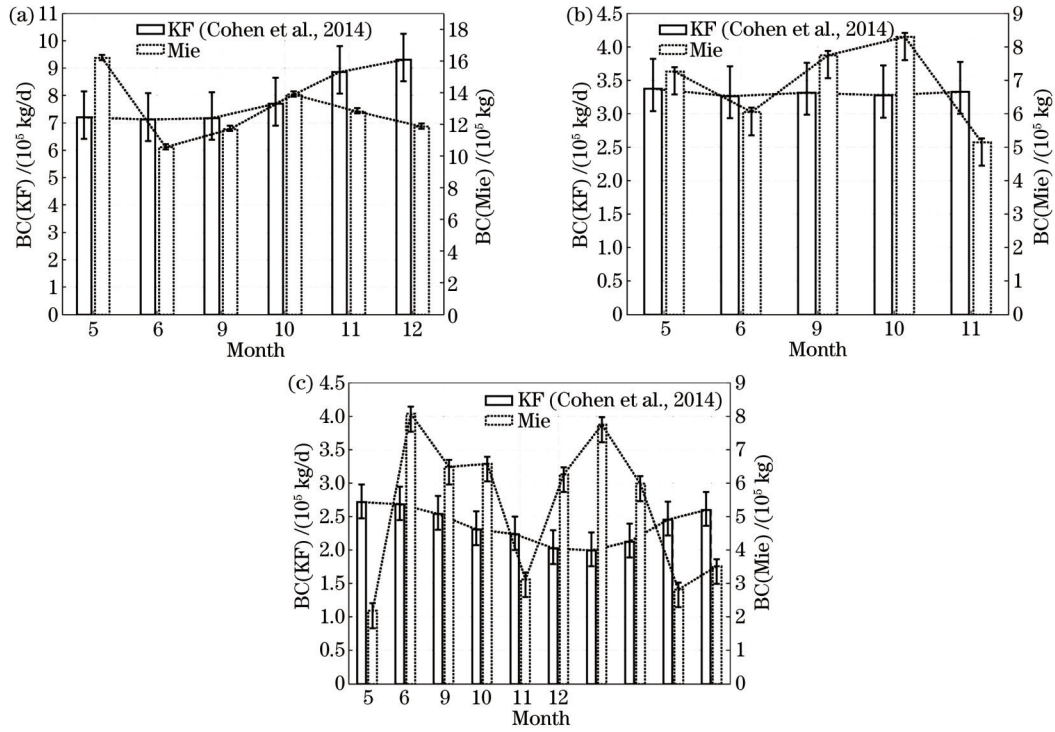 (a)
KF (Cohen et al., 2014)
Mie
BC(KF) /(10⁵ kg/d)
11
10
9
8
7
6
5
4
3
2
1
0
18
16
14
12
10
8
6
4
2
0
BC(Mie) /(10⁵ kg)
5 6 9 10 11 12
Month
(b)
KF (Cohen et al., 2014)
Mie
BC(KF) /(10⁵ kg/d)
4.5
4.0
3.5
3.0
2.5
2.0
1.5
1.0
0.5
0
9
8
7
6
5
4
3
2
1
0
BC(Mie) /(10⁵ kg)
5 6 9 10 11
Month
(c)
KF (Cohen et al., 2014)
Mie
BC(KF) /(10⁵ kg/d)
4.5
4.0
3.5
3.0
2.5
2.0
1.5
1.0
0.5
0
9
8
7
6
5
4
3
2
1
0
BC(Mie) /(10⁵ kg)
5 6 9 10 11 12
Month